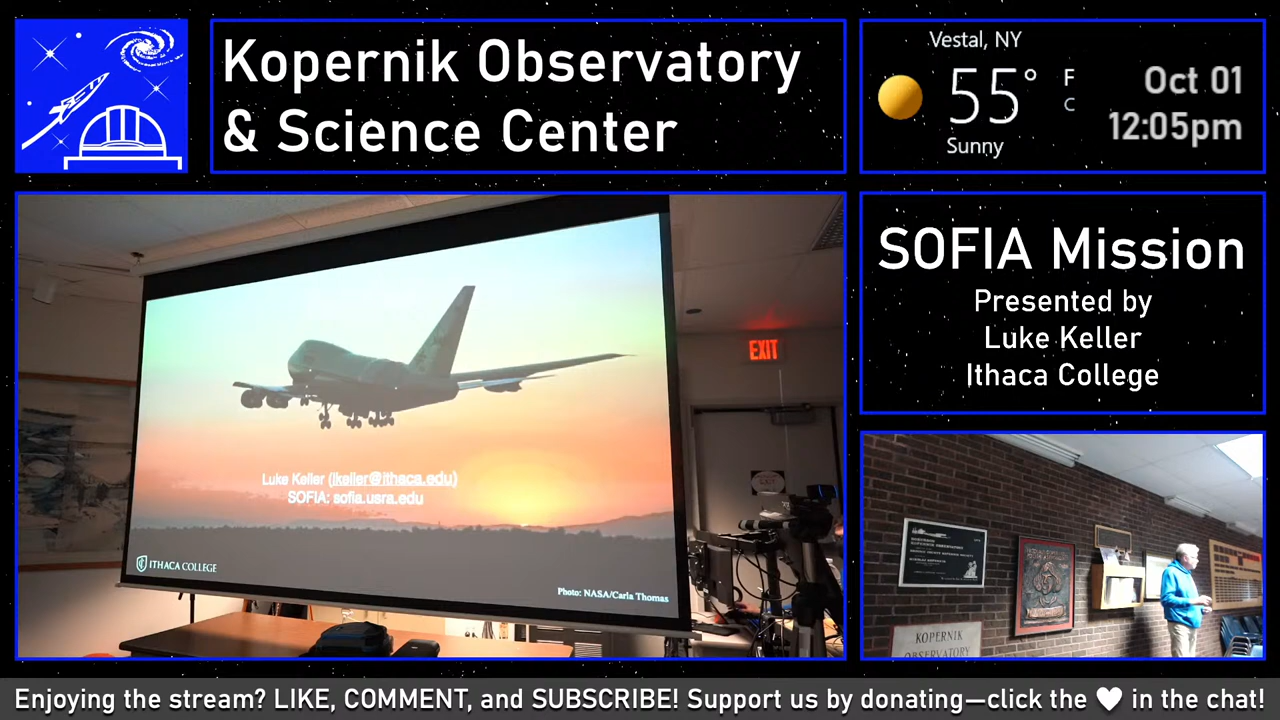 Kopernik Observatory
& Science Center
Vestal, NY
55° F
C
Sunny
Oct 01
12:05pm
SOFIA Mission
Presented by
Luke Keller
Ithaca College
Luke Keller (lkeller@ithaca.edu)
SOFIA: sofia.usra.edu
ITHACA COLLEGE
Photo: NASA/Carla Thomas
EXIT
EXIT
KOPERNIK
OBSERVATORY
Enjoying the stream? LIKE, COMMENT, and SUBSCRIBE! Support us by donating—click the ♥ in the chat!